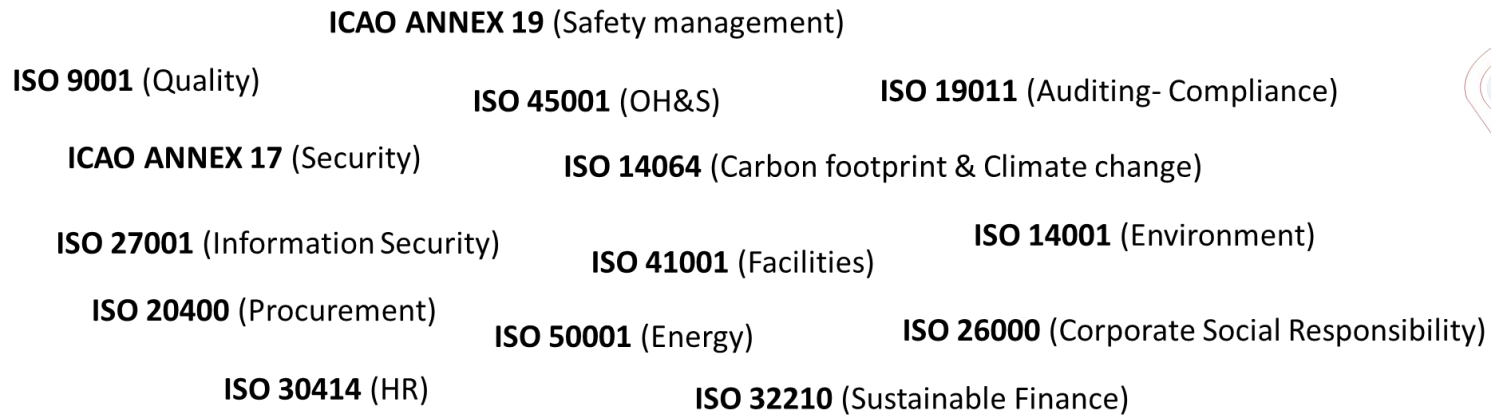 ICAO ANNEX 19 (Safety management)
ISO 9001 (Quality)
ISO 45001 (OH&S)
ISO 19011 (Auditing- Compliance)
ICAO ANNEX 17 (Security)
ISO 14064 (Carbon footprint & Climate change)
ISO 27001 (Information Security)
ISO 41001 (Facilities)
ISO 14001 (Environment)
ISO 20400 (Procurement)
ISO 50001 (Energy)
ISO 26000 (Corporate Social Responsibility)
ISO 30414 (HR)
ISO 32210 (Sustainable Finance)